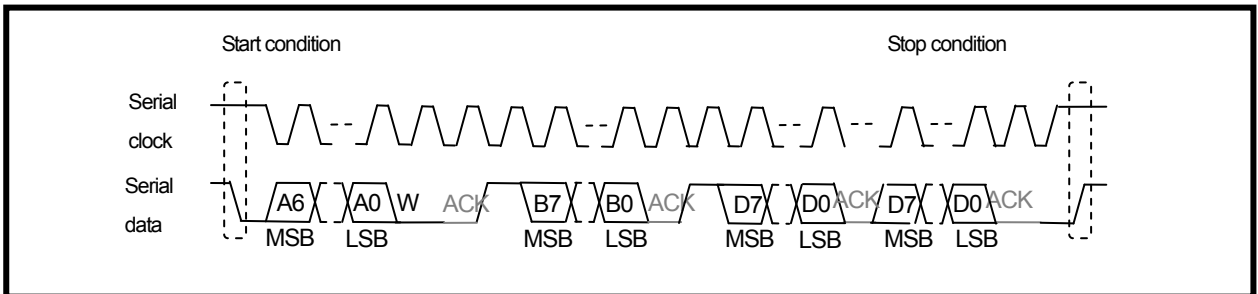 Start condition Stop condition
Serial
clock
Serial
data
A6 A0 W ACK B7 B0 ACK D7 D0 ACK D7 D0 ACK
MSB LSB MSB LSB MSB LSB MSB LSB